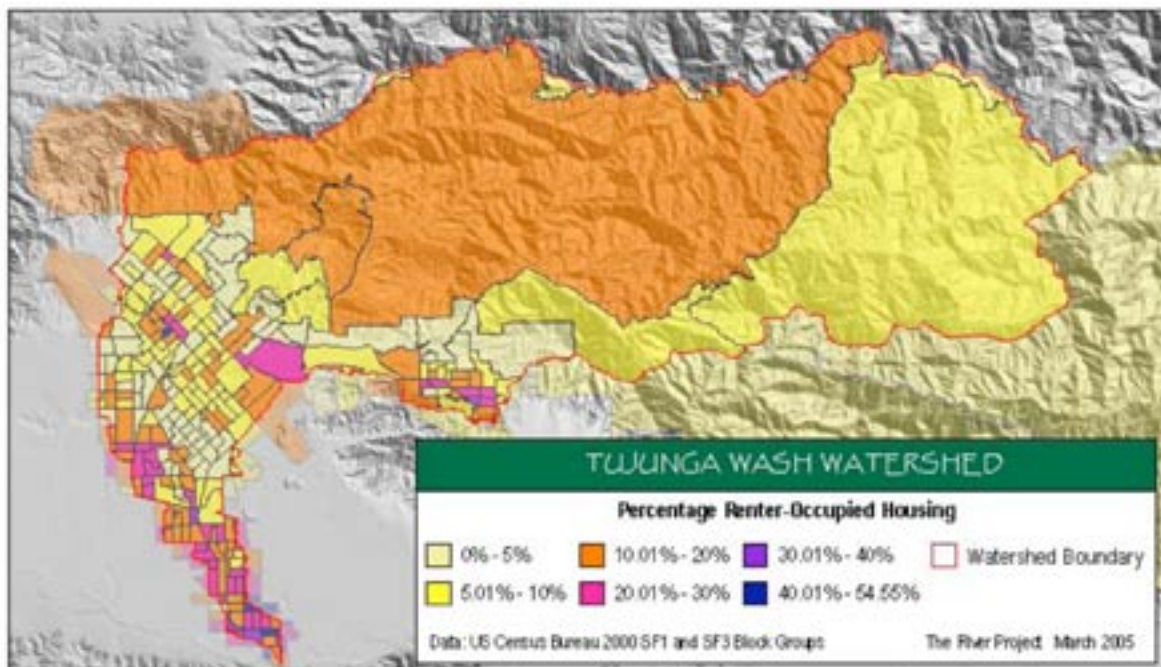 TUJUNGA WASH WATERSHED
Percentage Renter-Occupied Housing
0% - 5%
10.01% - 20%
30.01% - 40%
Watershed Boundary
5.01% - 10%
20.01% - 30%
40.01% - 54.55%
Data: US Census Bureau 2000 SF1 and SF3 Block Groups
The River Project March 2005